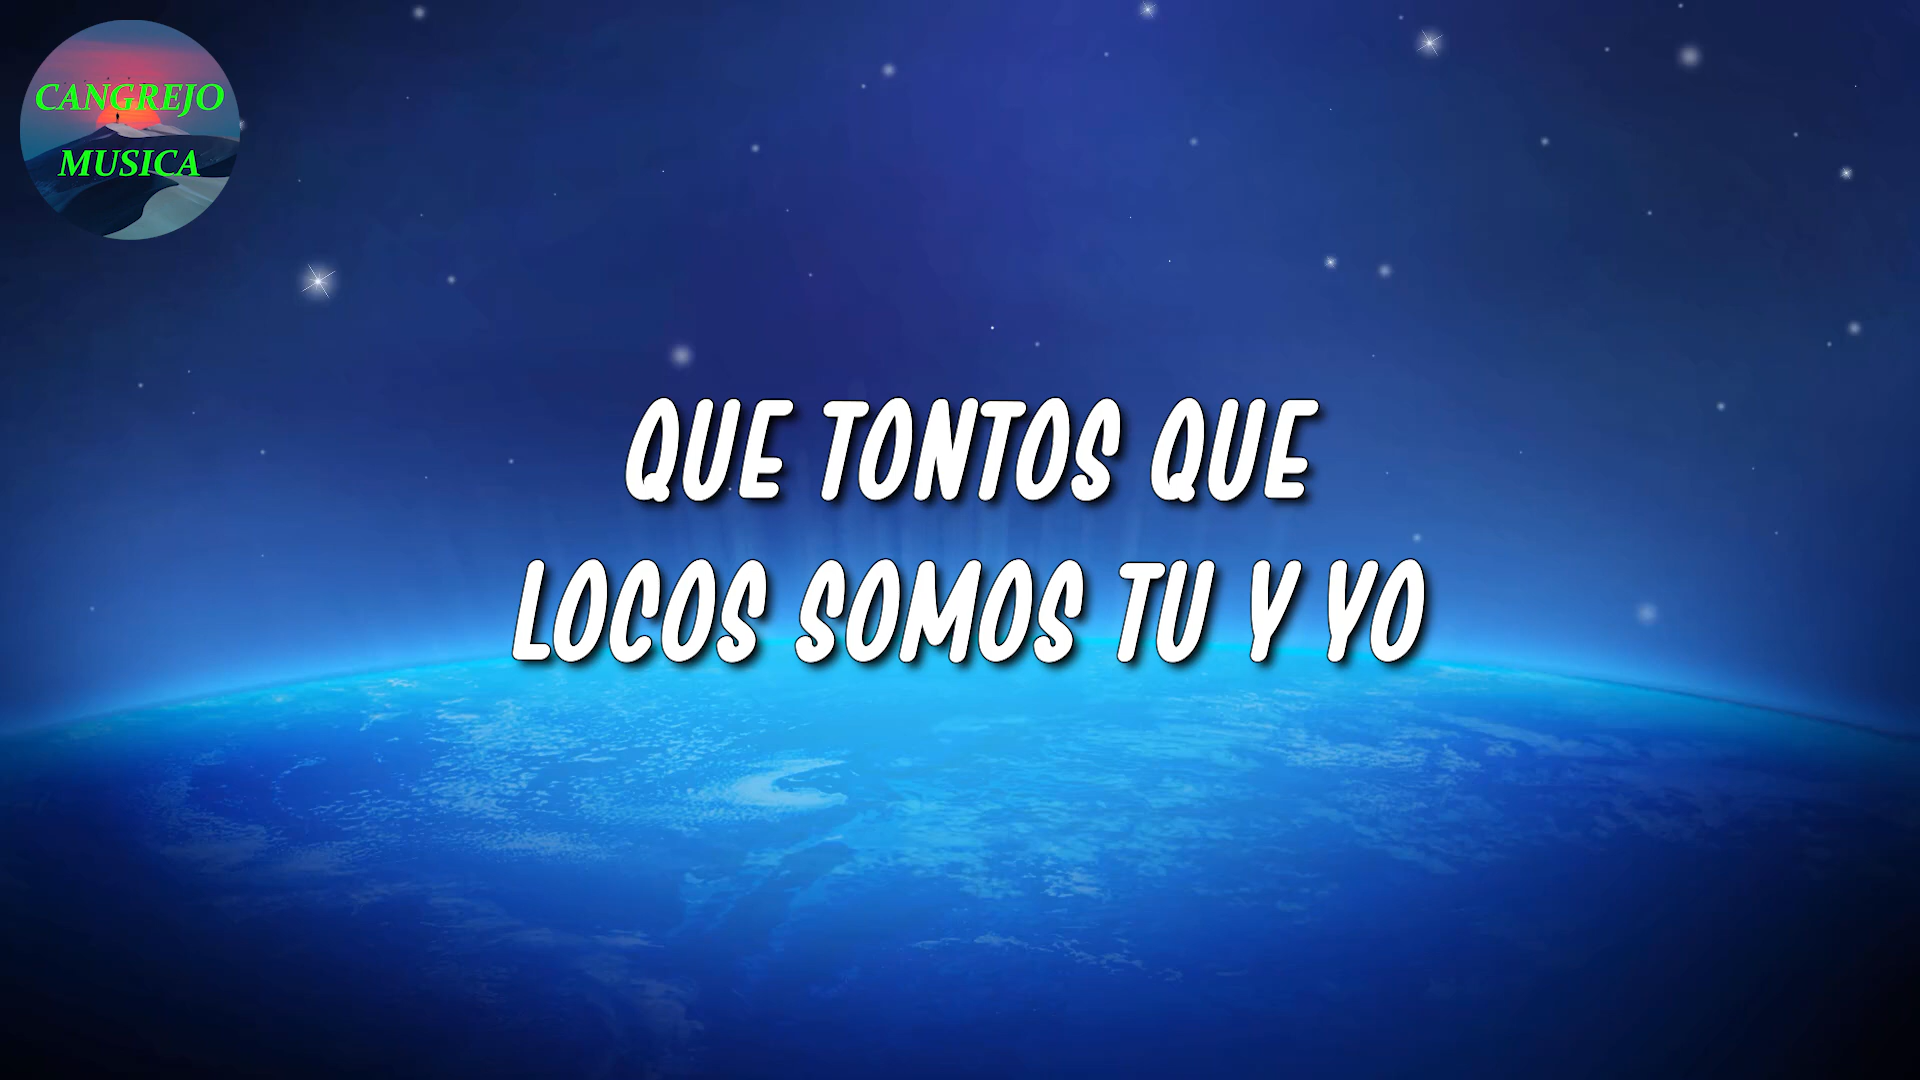 CANGREJO
MUSICA
QUE TONTOS QUE
LOCOS SOMOS TU Y YO